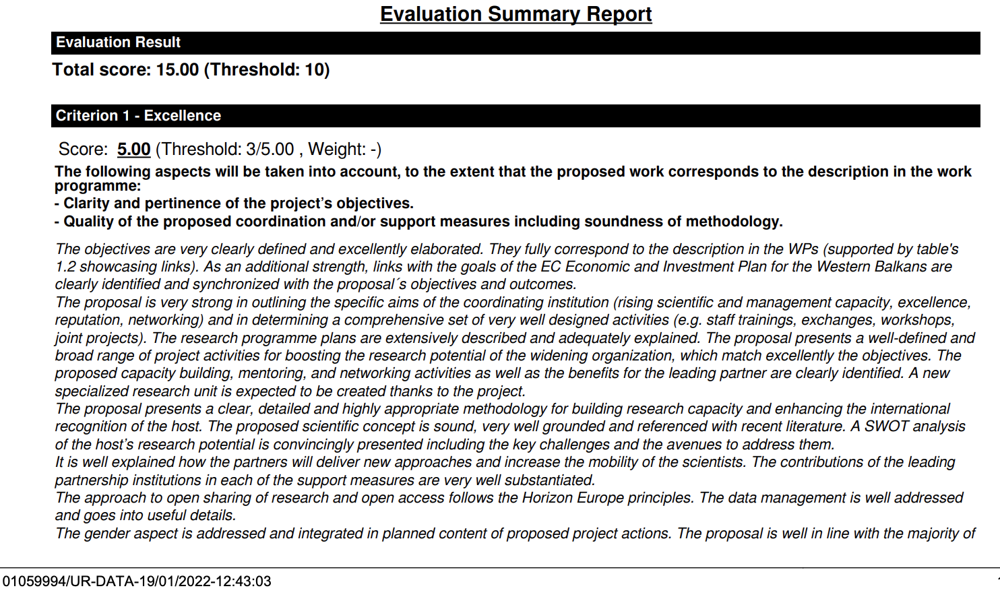 Evaluation Summary Report
Evaluation Result
Total score: 15.00 (Threshold: 10)
Criterion 1 - Excellence
Score: 5.00 (Threshold: 3/5.00 , Weight: -)
The following aspects will be taken into account, to the extent that the proposed work corresponds to the description in the work
programme:
- Clarity and pertinence of the project’s objectives.
- Quality of the proposed coordination and/or support measures including soundness of methodology.
The objectives are very clearly defined and excellently elaborated. They fully correspond to the description in the WPs (supported by table's
1.2 showcasing links). As an additional strength, links with the goals of the EC Economic and Investment Plan for the Western Balkans are
clearly identified and synchronized with the proposal´s objectives and outcomes.
The proposal is very strong in outlining the specific aims of the coordinating institution (rising scientific and management capacity, excellence,
reputation, networking) and in determining a comprehensive set of very well designed activities (e.g. staff trainings, exchanges, workshops,
joint projects). The research programme plans are extensively described and adequately explained. The proposal presents a well-defined and
broad range of project activities for boosting the research potential of the widening organization, which match excellently the objectives. The
proposed capacity building, mentoring, and networking activities as well as the benefits for the leading partner are clearly identified. A new
specialized research unit is expected to be created thanks to the project.
The proposal presents a clear, detailed and highly appropriate methodology for building research capacity and enhancing the international
recognition of the host. The proposed scientific concept is sound, very well grounded and referenced with recent literature. A SWOT analysis
of the host’s research potential is convincingly presented including the key challenges and the avenues to address them.
It is well explained how the partners will deliver new approaches and increase the mobility of the scientists. The contributions of the leading
partnership institutions in each of the support measures are very well substantiated.
The approach to open sharing of research and open access follows the Horizon Europe principles. The data management is well addressed
and goes into useful details.
The gender aspect is addressed and integrated in planned content of proposed project actions. The proposal is well in line with the majority of
01059994/UR-DATA-19/01/2022-12:43:03